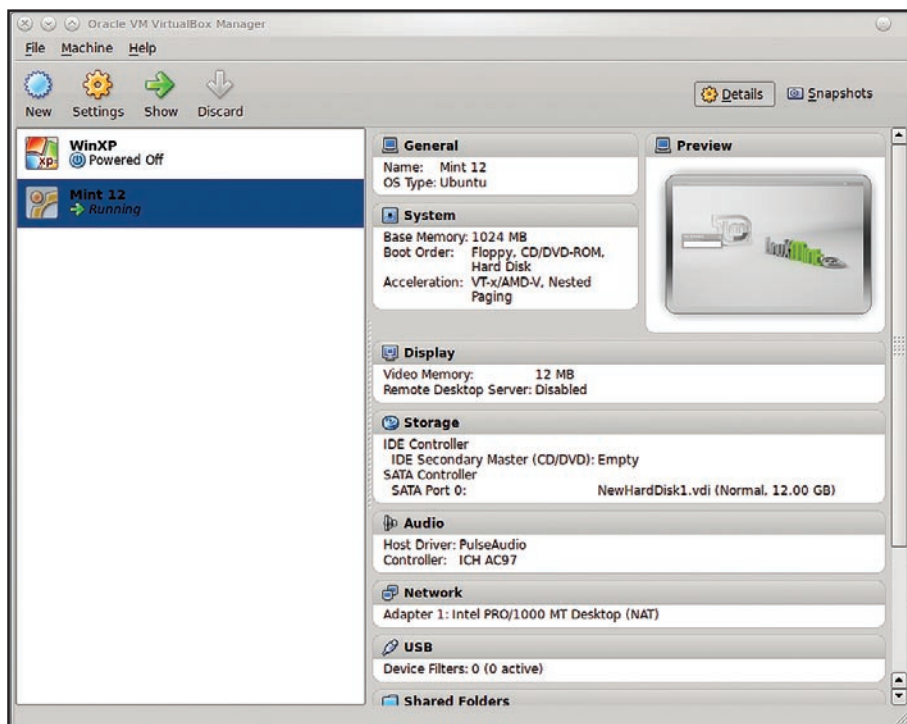 Oracle VM VirtualBox Manager
File Machine Help
New Settings Show Discard
Details Snapshots
xp
WinXP
Powered Off
Mint 12
Running
General
Name: Mint 12
OS Type: Ubuntu
System
Base Memory: 1024 MB
Boot Order: Floppy, CD/DVD-ROM,
Hard Disk
Acceleration: VT-x/AMD-V, Nested
Paging
Preview
linuxMint
Display
Video Memory: 12 MB
Remote Desktop Server: Disabled
Storage
IDE Controller
IDE Secondary Master (CD/DVD): Empty
SATA Controller
SATA Port 0: NewHardDisk1.vdi (Normal, 12.00 GB)
Audio
Host Driver: PulseAudio
Controller: ICH AC97
Network
Adapter 1: Intel PRO/1000 MT Desktop (NAT)
USB
Device Filters: 0 (0 active)
Shared Folders